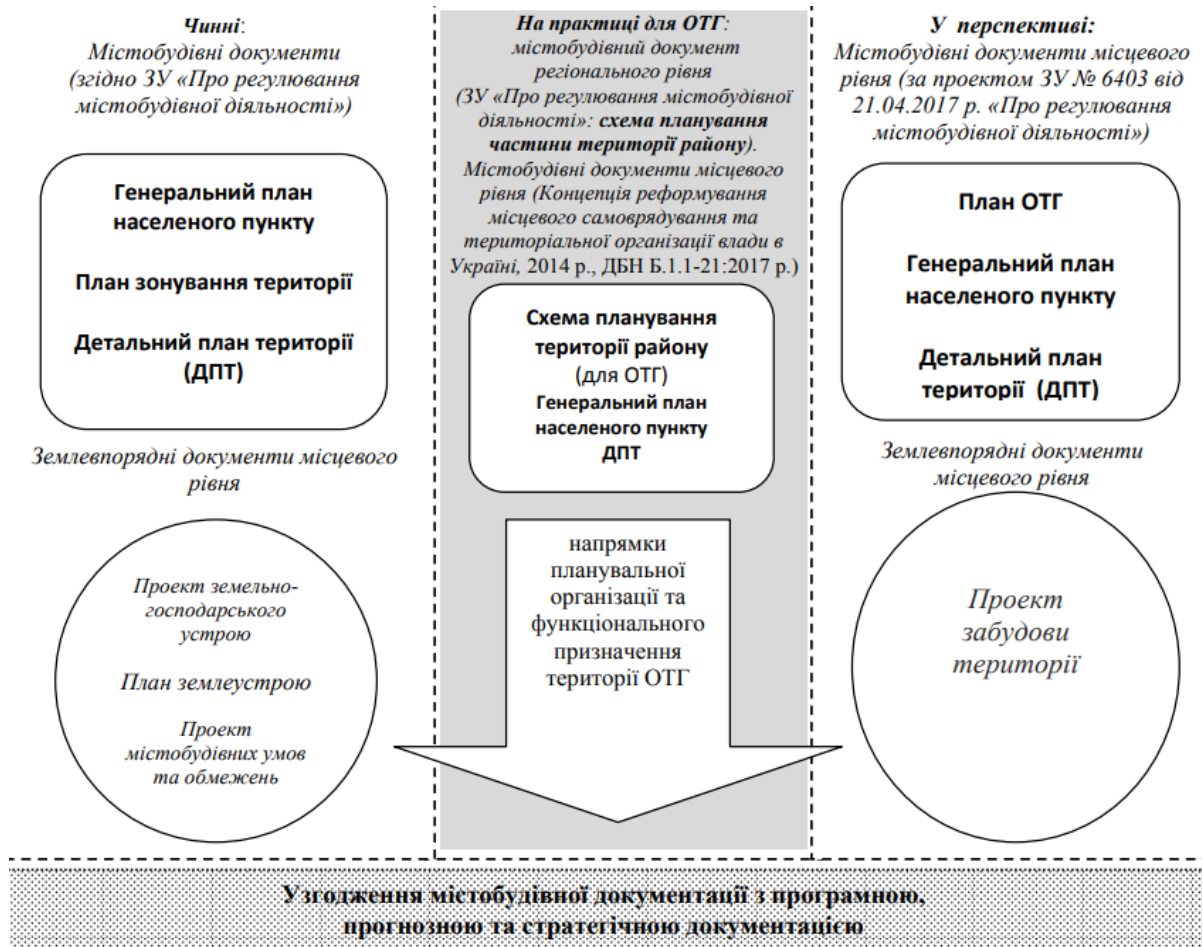 Чинні:
Містобудівні документи
(згідно ЗУ «Про регулювання
містобудівної діяльності»)
Генеральний план
населеного пункту
План зонування території
Детальний план території
(ДПТ)
Землевпорядні документи місцевого
рівня
Проект земельно-
господарського
устрою
План землеустрою
Проект
містобудівних умов
та обмежень
На практиці для ОТГ:
містобудівний документ
регіонального рівня
(ЗУ «Про регулювання містобудівної
діяльності»: схема планування
частини території району).
Містобудівні документи місцевого
рівня (Концепція реформування
місцевого самоврядування та
територіальної організації влади в
Україні, 2014 р., ДБН Б.1.1-21:2017 р.)
Схема планування
території району
(для ОТГ)
Генеральний план
населеного пункту
ДПТ
напрямки
планувальної
організації та
функціонального
призначення
території ОТГ
У перспективі:
Містобудівні документи місцевого
рівня (за проектом ЗУ № 6403 від
21.04.2017 р. «Про регулювання
містобудівної діяльності»)
План ОТГ
Генеральний план
населеного пункту
Детальний план
території (ДПТ)
Землевпорядні документи
місцевого рівня
Проект
забудови
території
Узгодження містобудівної документації з програмною,
прогнозною та стратегічною документацією